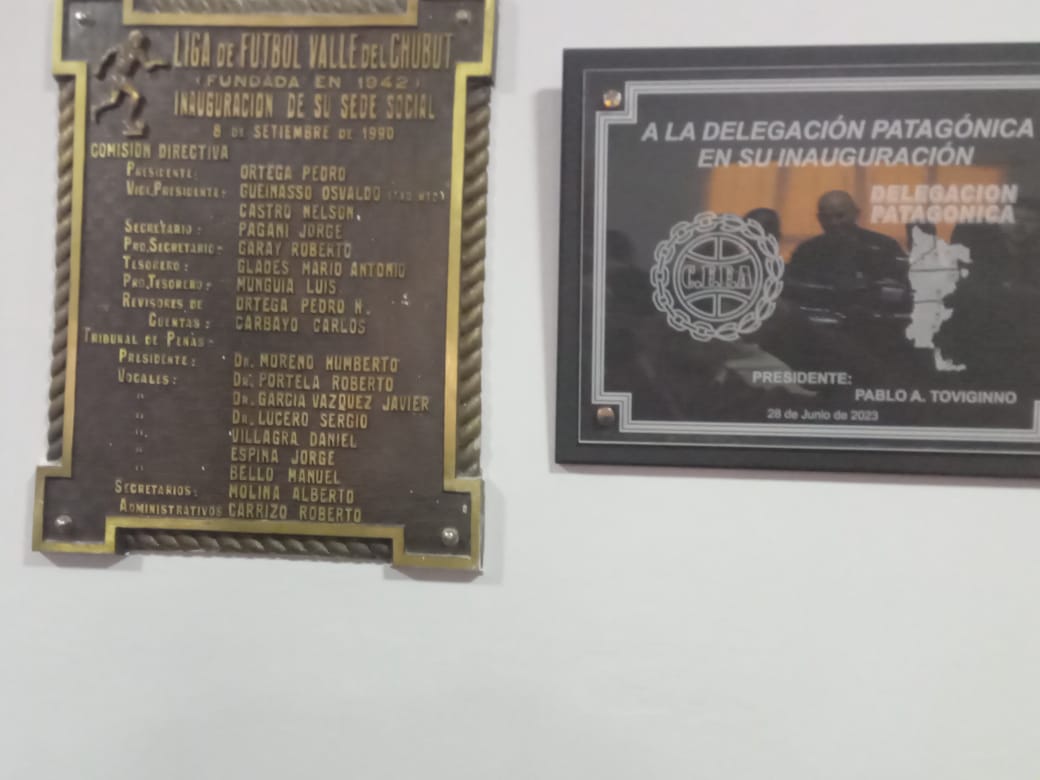 LIGA DE FUTBOL VALLE DEL CHUBUT
(FUNDADA EN 1942)
INAUGURACION DE SU SEDE SOCIAL
8 DE SETIEMBRE DE 1990
COMISION DIRECTIVA
PRESIDENTE: ORTEGA PEDRO
VICE.PRESIDENTE: GUEINASSO OSVALDO
CASTRO NELSON.
SECRETARIO: PAGANI JORGE
PRO.SECRETARIO- GARAY ROBERTO
TESORERO: GLADES MARIO ANTONIO
PRO.TESORERO: MUNGUIA LUIS.
REVISORES DE ORTEGA PEDRO N.
CUENTAS: CARBAYO CARLOS
TRIBUNAL DE PENAS-
PRESIDENTE: DR. MORENO HUMBERTO
VOCALES: DR. PORTELA ROBERTO
" DR. GARCIA VAZQUEZ JAVIER
" DR. LUCERO SERGIO
" VILLAGRA DANIEL
" ESPINA JORGE
" BELLO MANUEL
SECRETARIOS: MOLINA ALBERTO
ADMINISTRATIVOS CARRIZO ROBERTO
A LA DELEGACIÓN PATAGÓNICA
EN SU INAUGURACIÓN
DELEGACION
PATAGONICA
C.F.F.A
PRESIDENTE:
PABLO A. TOVIGINNO
28 de Junio de 2023